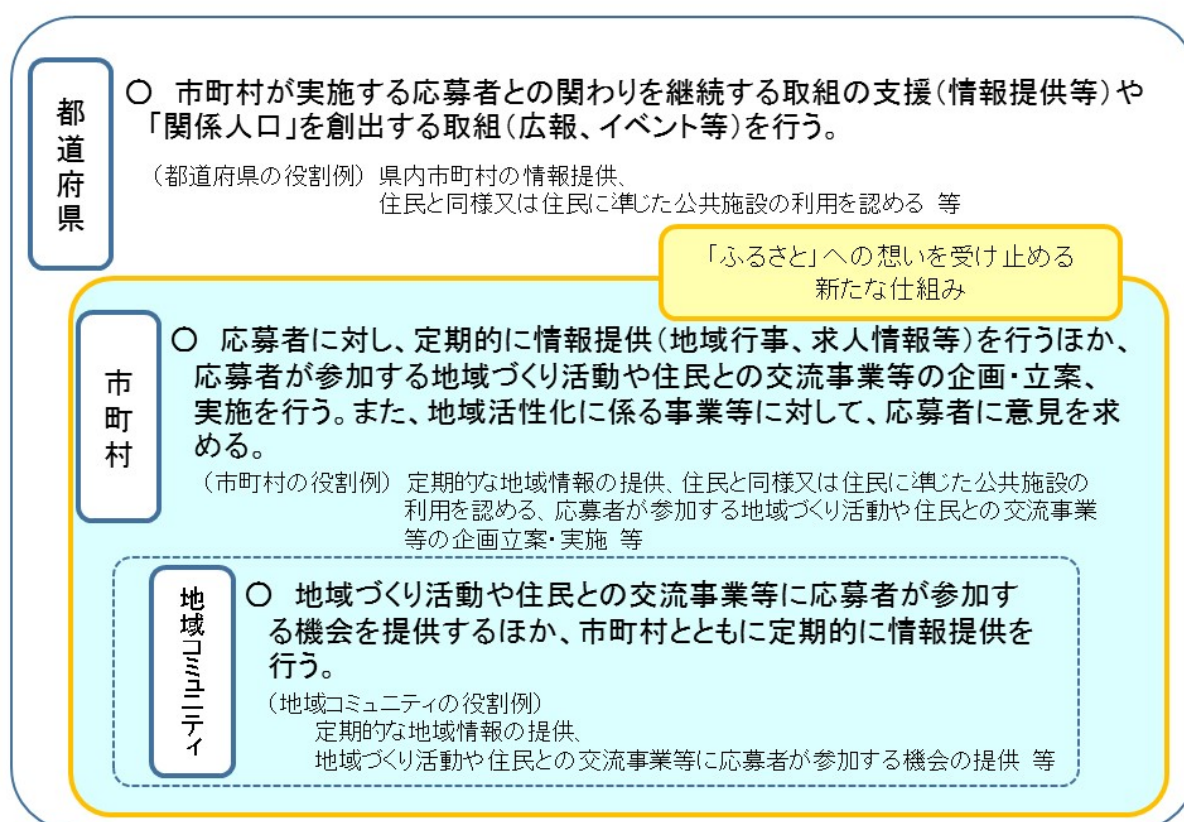 都道府県
○ 市町村が実施する応募者との関わりを継続する取組の支援(情報提供等)や
「関係人口」を創出する取組(広報、イベント等)を行う。
(都道府県の役割例) 県内市町村の情報提供、
住民と同様又は住民に準じた公共施設の利用を認める 等
「ふるさと」への想いを受け止める
新たな仕組み
市町村
○ 応募者に対し、定期的に情報提供(地域行事、求人情報等)を行うほか、
応募者が参加する地域づくり活動や住民との交流事業等の企画・立案、
実施を行う。また、地域活性化に係る事業等に対して、応募者に意見を求
める。
(市町村の役割例) 定期的な地域情報の提供、住民と同様又は住民に準じた公共施設の
利用を認める、応募者が参加する地域づくり活動や住民との交流事業
等の企画立案・実施 等
地域コミュニティ
○ 地域づくり活動や住民との交流事業等に応募者が参加す
る機会を提供するほか、市町村とともに定期的に情報提供を
行う。
(地域コミュニティの役割例)
定期的な地域情報の提供、
地域づくり活動や住民との交流事業等に応募者が参加する機会の提供 等